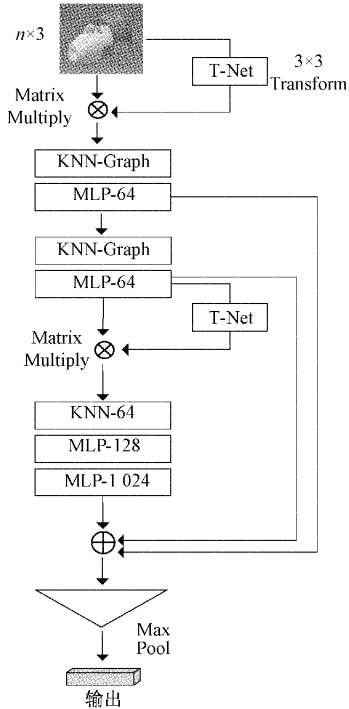 n×3
T-Net
3×3
Transform
Matrix
Multiply
KNN-Graph
MLP-64
KNN-Graph
MLP-64
T-Net
Matrix
Multiply
KNN-64
MLP-128
MLP-1 024
Max
Pool
输出